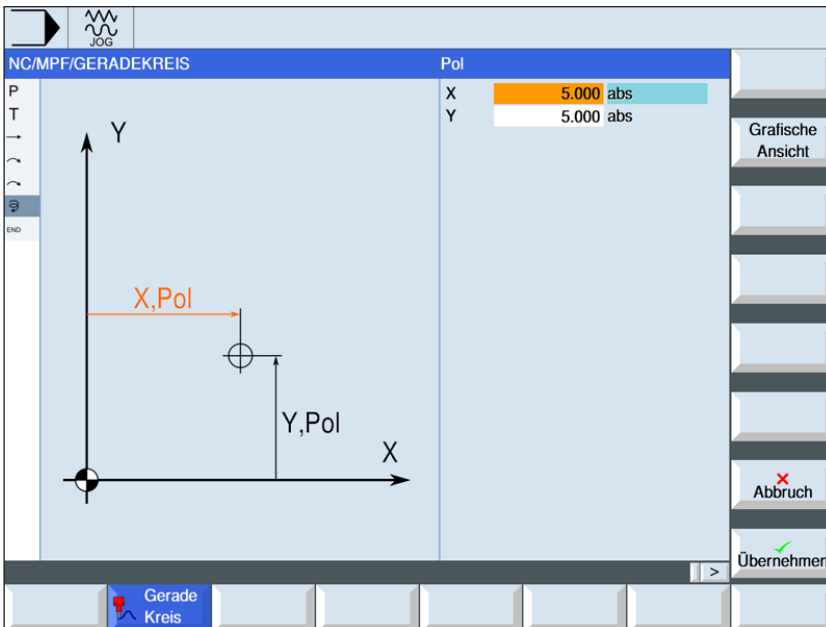 JOG
NC/MPF/GERADEKREIS
Pol
P
T
END
Y
X,Pol
Y,Pol
X
X 5.000 abs
Y 5.000 abs
Grafische
Ansicht
Abbruch
Übernehmen
>
Gerade
Kreis